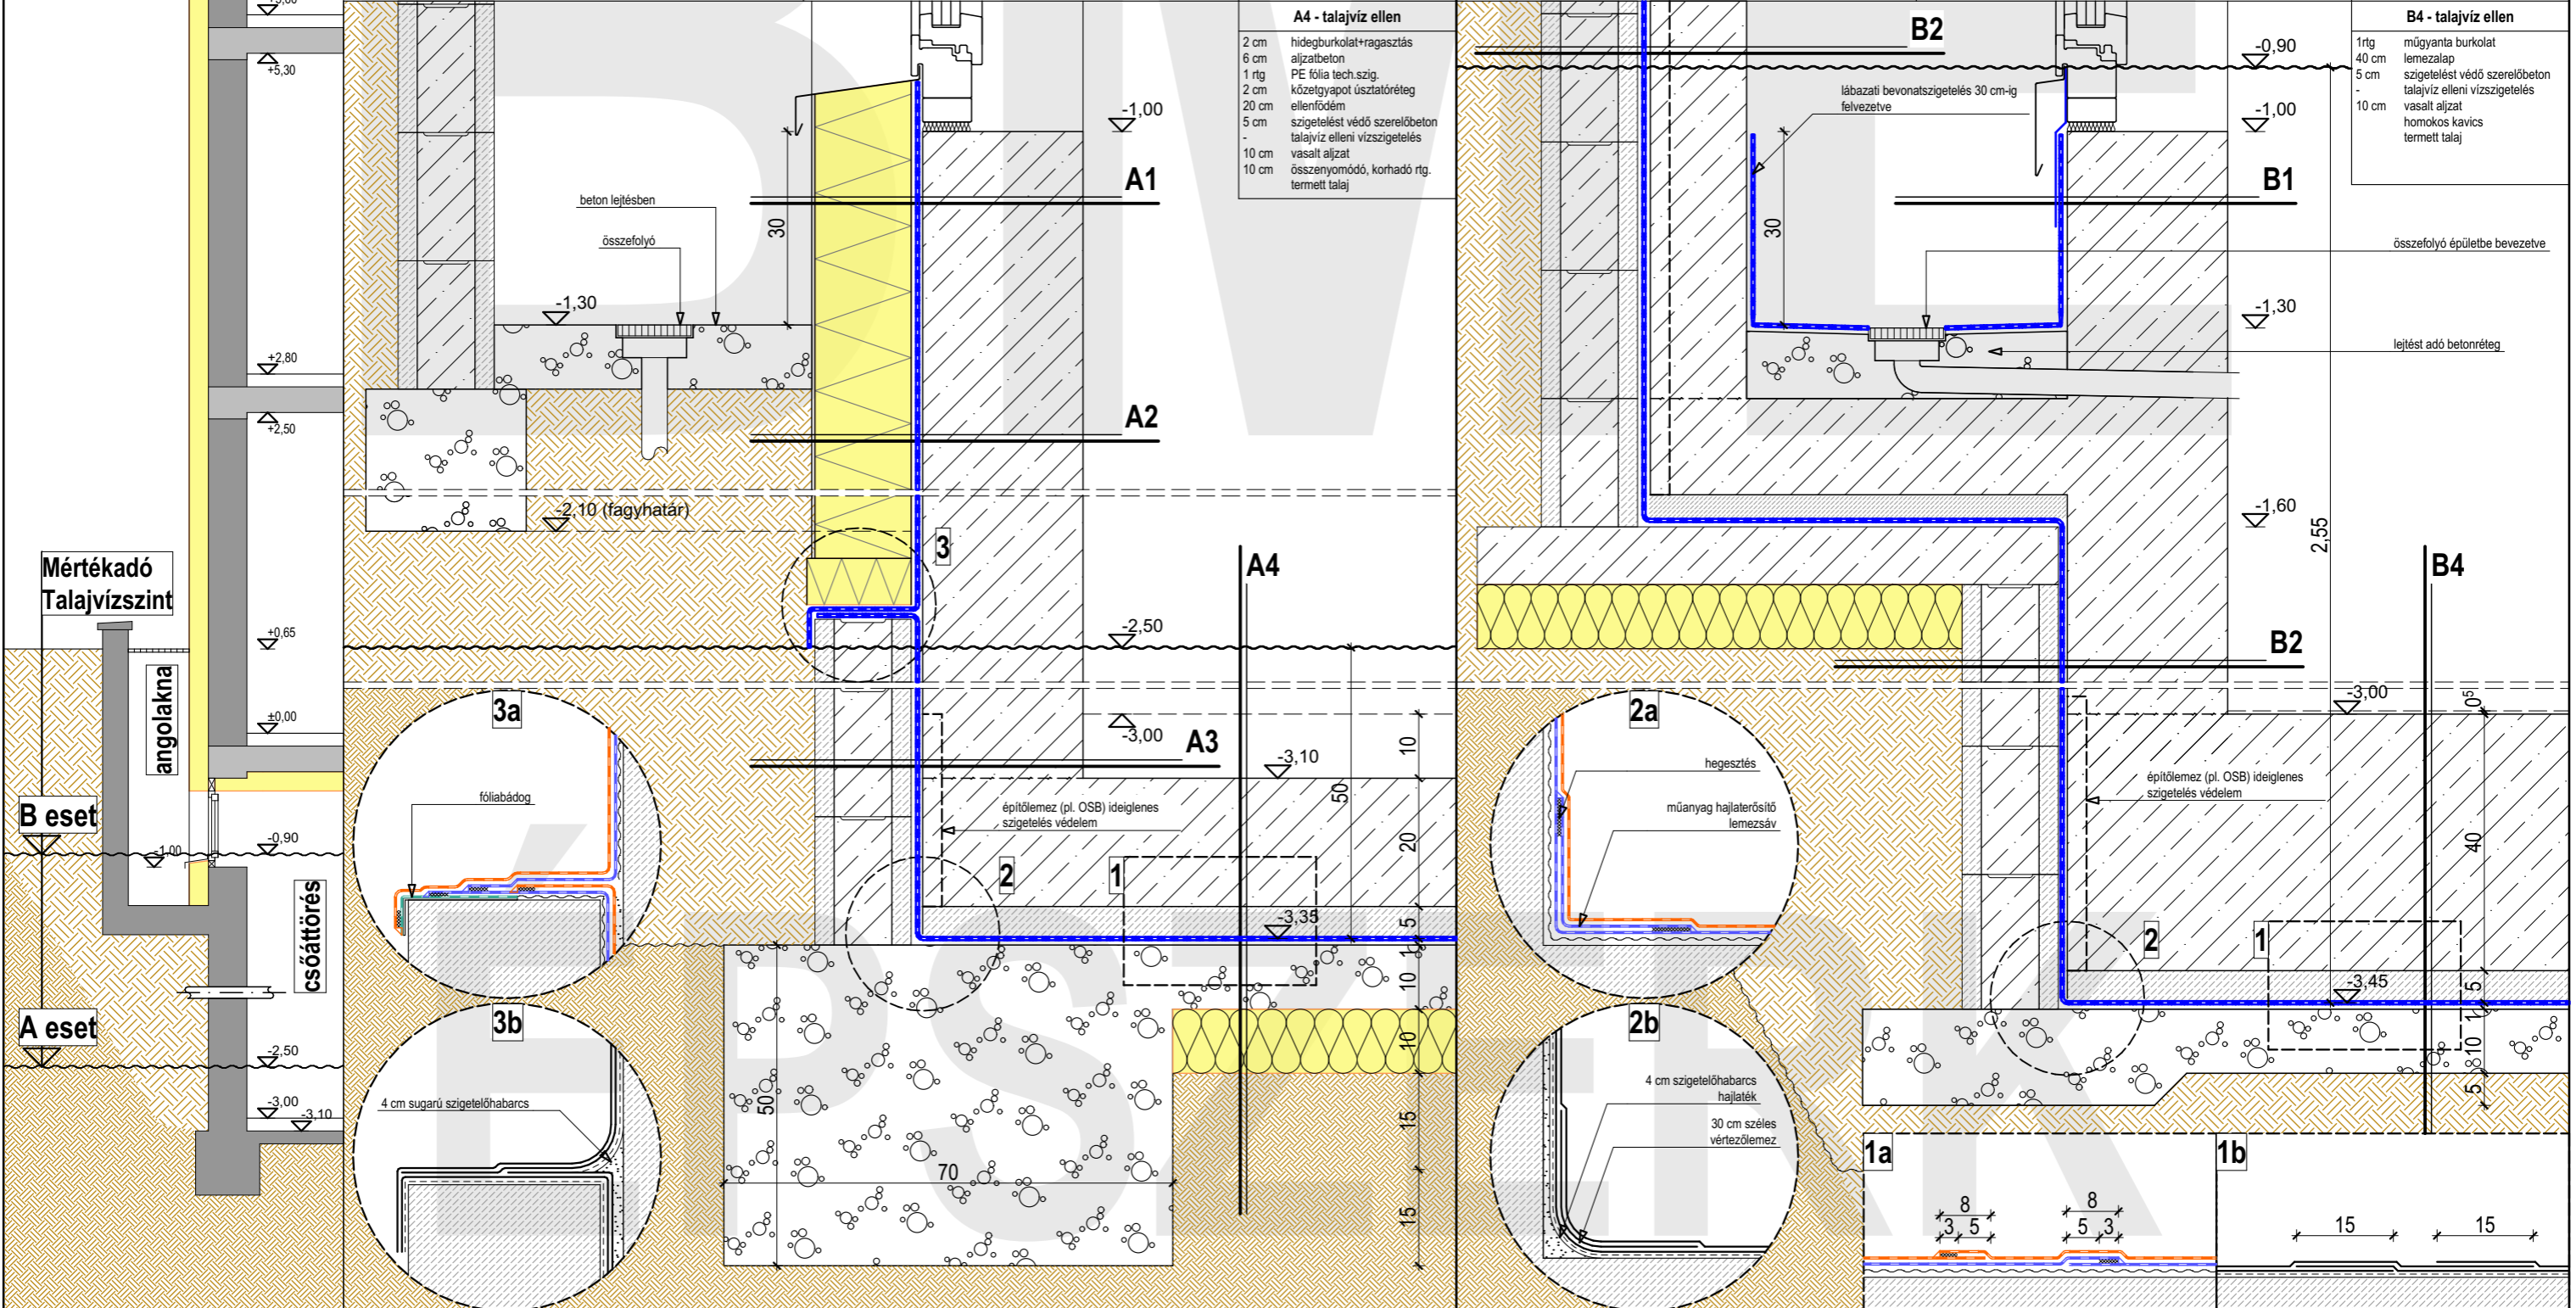 +5,30
+2,80
+2,50
Mértékadó
Talajvízszint
+0,65
angolakna
±0,00
B eset
-0,90
-1,00
csőáttörés
A eset
-2,50
-3,00
-3,10
beton lejtésben
összefolyó
-1,30
30
-1,00
A1
A2
-2,10 (fagyhatár)
3
A4
-2,50
-3,00
A3
-3,10
50
10
20
5
1
10
10
15
15
építőlemez (pl. OSB) ideiglenes
szigetelés védelem
2
1
-3,35
3a
fóliabádog
3b
4 cm sugarú szigetelőhabarcs
50
70
A4 - talajvíz ellen
2 cm hidegburkolat+ragasztás
6 cm aljzatbeton
1 rtg PE fólia tech.szig.
2 cm kőzetgyapot úsztatóréteg
20 cm ellenfödém
5 cm szigetelést védő szerelőbeton
- talajvíz elleni vízszigetelés
10 cm vasalt aljzat
10 cm összenyomódó, korhadó rtg.
termett talaj
B2
B4 - talajvíz ellen
1rtg műgyanta burkolat
40 cm lemezalap
5 cm szigetelést védő szerelőbeton
- talajvíz elleni vízszigetelés
10 cm vasalt aljzat
homokos kavics
termett talaj
-0,90
lábazati bevonatszigetelés 30 cm-ig
felvezetve
-1,00
B1
30
összefolyó épületbe bevezetve
-1,30
lejtést adó betonréteg
-1,60
2,55
B4
B2
2a
hegesztés
műanyag hajlaterősítő
lemezsáv
-3,00
0⁵
építőlemez (pl. OSB) ideiglenes
szigetelés védelem
40
2
1
-3,45
5
1
10
5
2b
4 cm szigetelőhabarcs
hajlaték
30 cm széles
vértezőlemez
1a
8
3 5
8
5 3
1b
15
15
BIM
ÉPSZERK